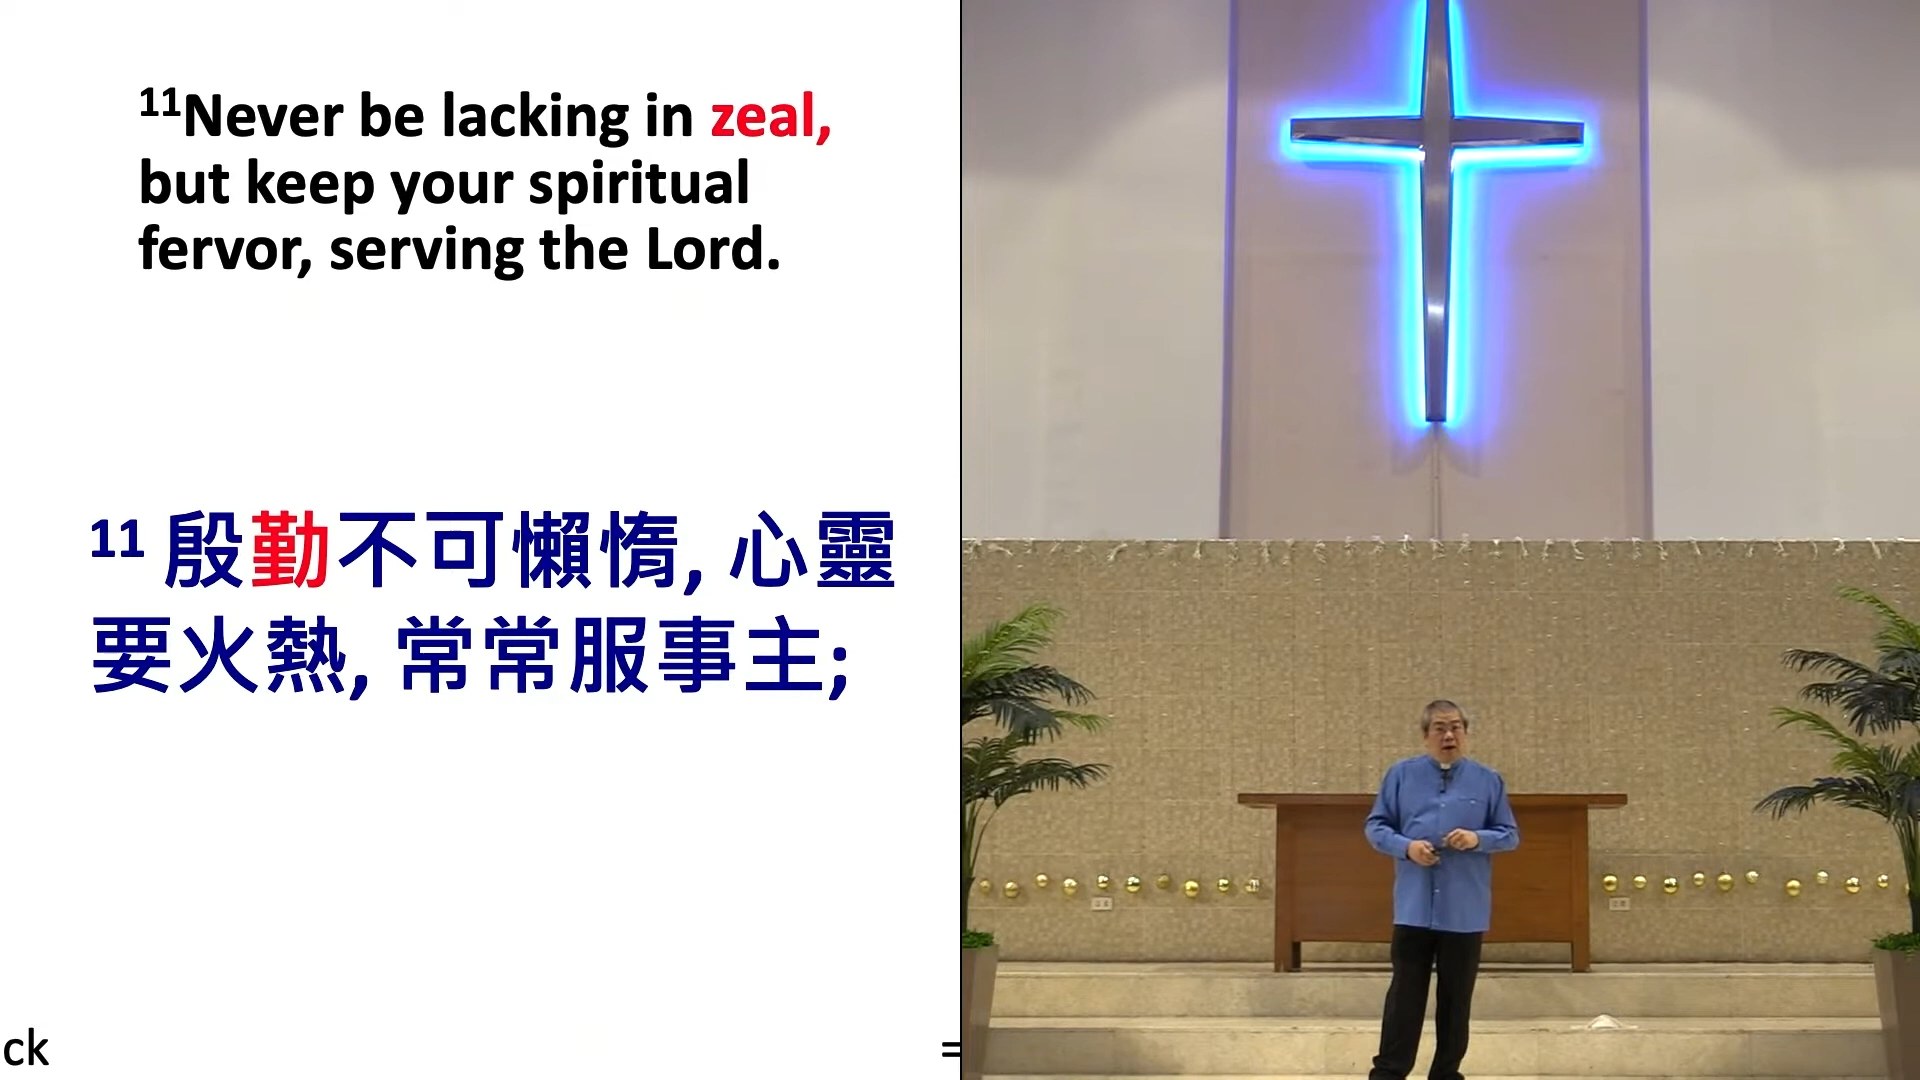 11Never be lacking in zeal,
but keep your spiritual
fervor, serving the Lord.
11 殷勤不可懶惰, 心靈
要火熱, 常常服事主;
ck
=